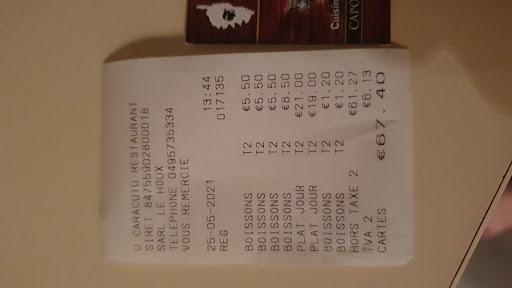 U CARACUTU RESTAURANT
SIRET 84755902800018
SARL LE HOUX
TELEPHONE 0495735334
VOUS REMERCIE
25-05-2021 13:44
REG 017135
BOISSONS T2 €5.50
BOISSONS T2 €5.50
BOISSONS T2 €5.50
BOISSONS T2 €8.50
PLAT JOUR T2 €21.00
PLAT JOUR T2 €19.00
BOISSONS T2 €1.20
BOISSONS T2 €1.20
HORS TAXE 2 €61.27
TVA 2 €6.13
CARTES €67.40
Cuisin
CAPO